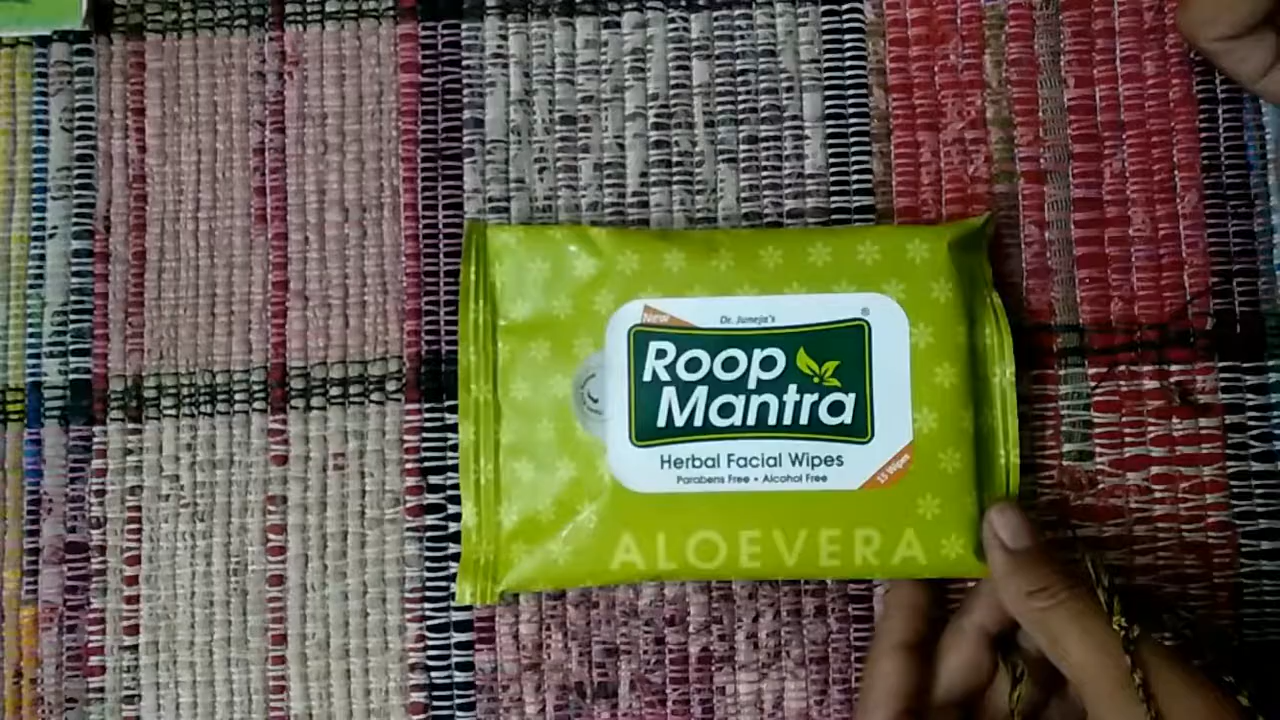 New
Dr. Juneja's
®
Roop
Mantra
Herbal Facial Wipes
Parabens Free • Alcohol Free
15 Wipes
ALOEVERA